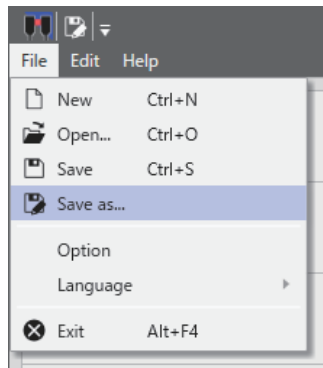 File Edit Help
New Ctrl+N
Open... Ctrl+O
Save Ctrl+S
Save as...
Option
Language
Exit Alt+F4